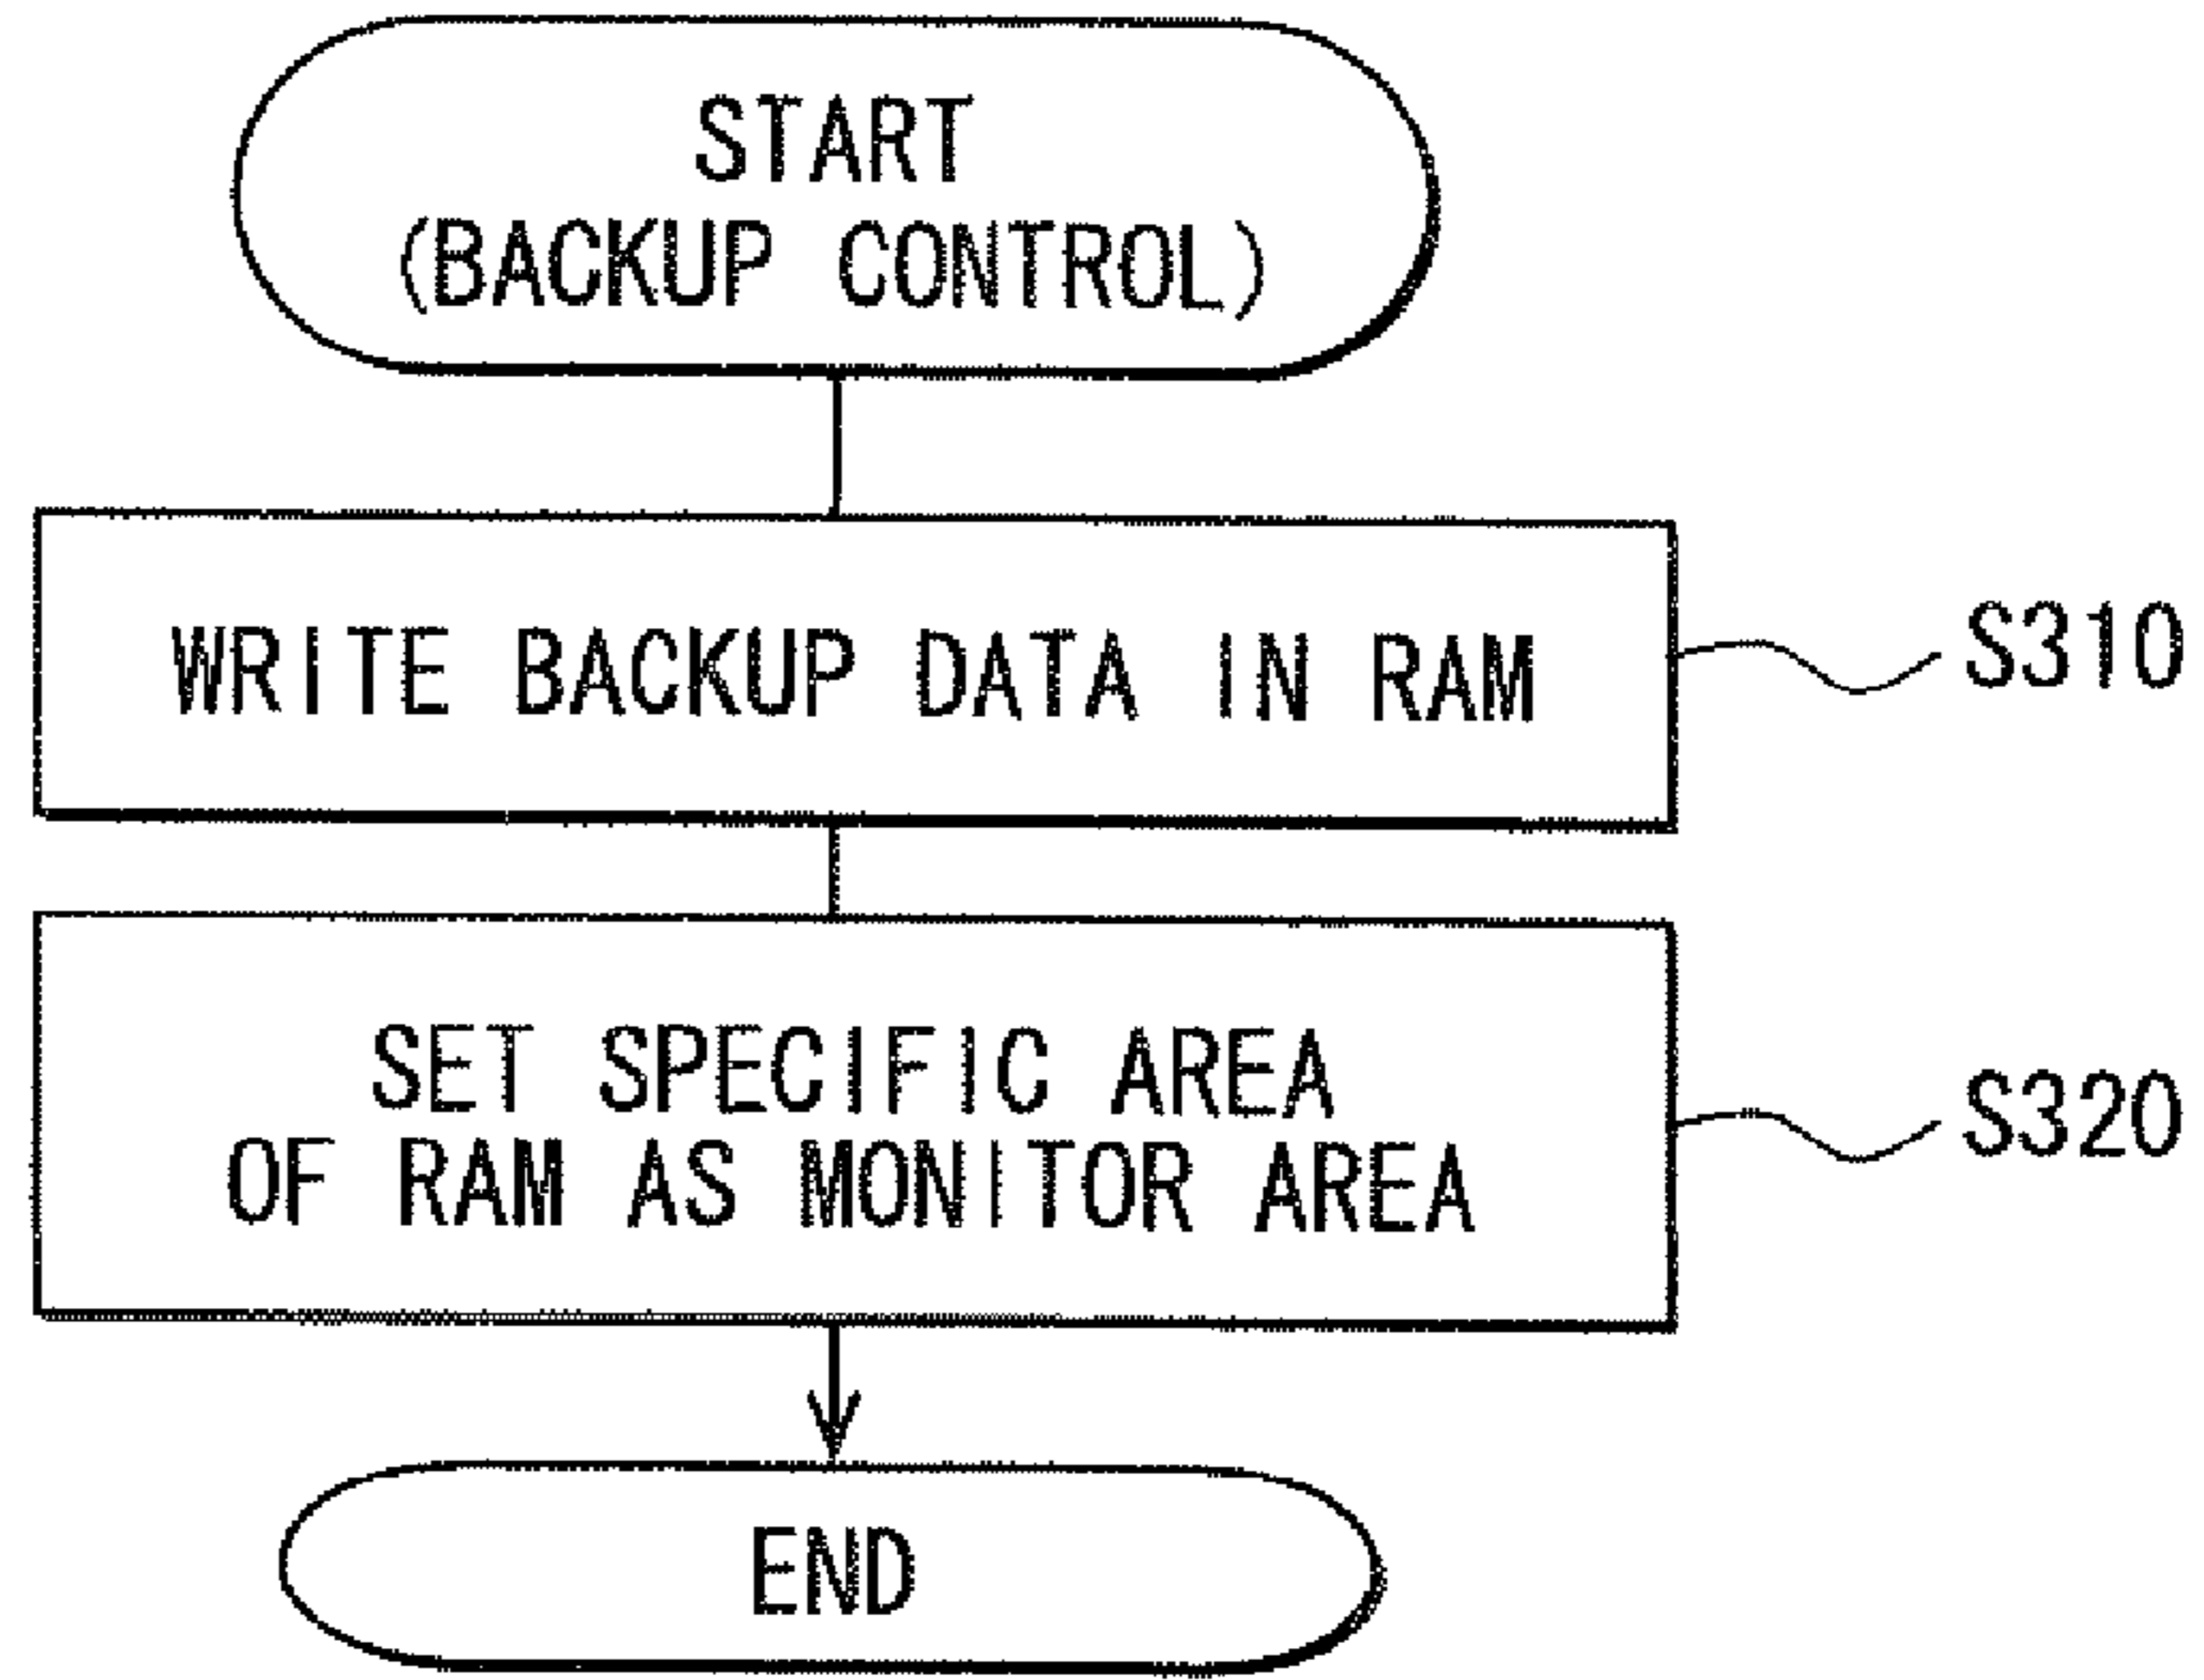 START
(BACKUP CONTROL)
WRITE BACKUP DATA IN RAM
S310
SET SPECIFIC AREA
OF RAM AS MONITOR AREA
S320
END